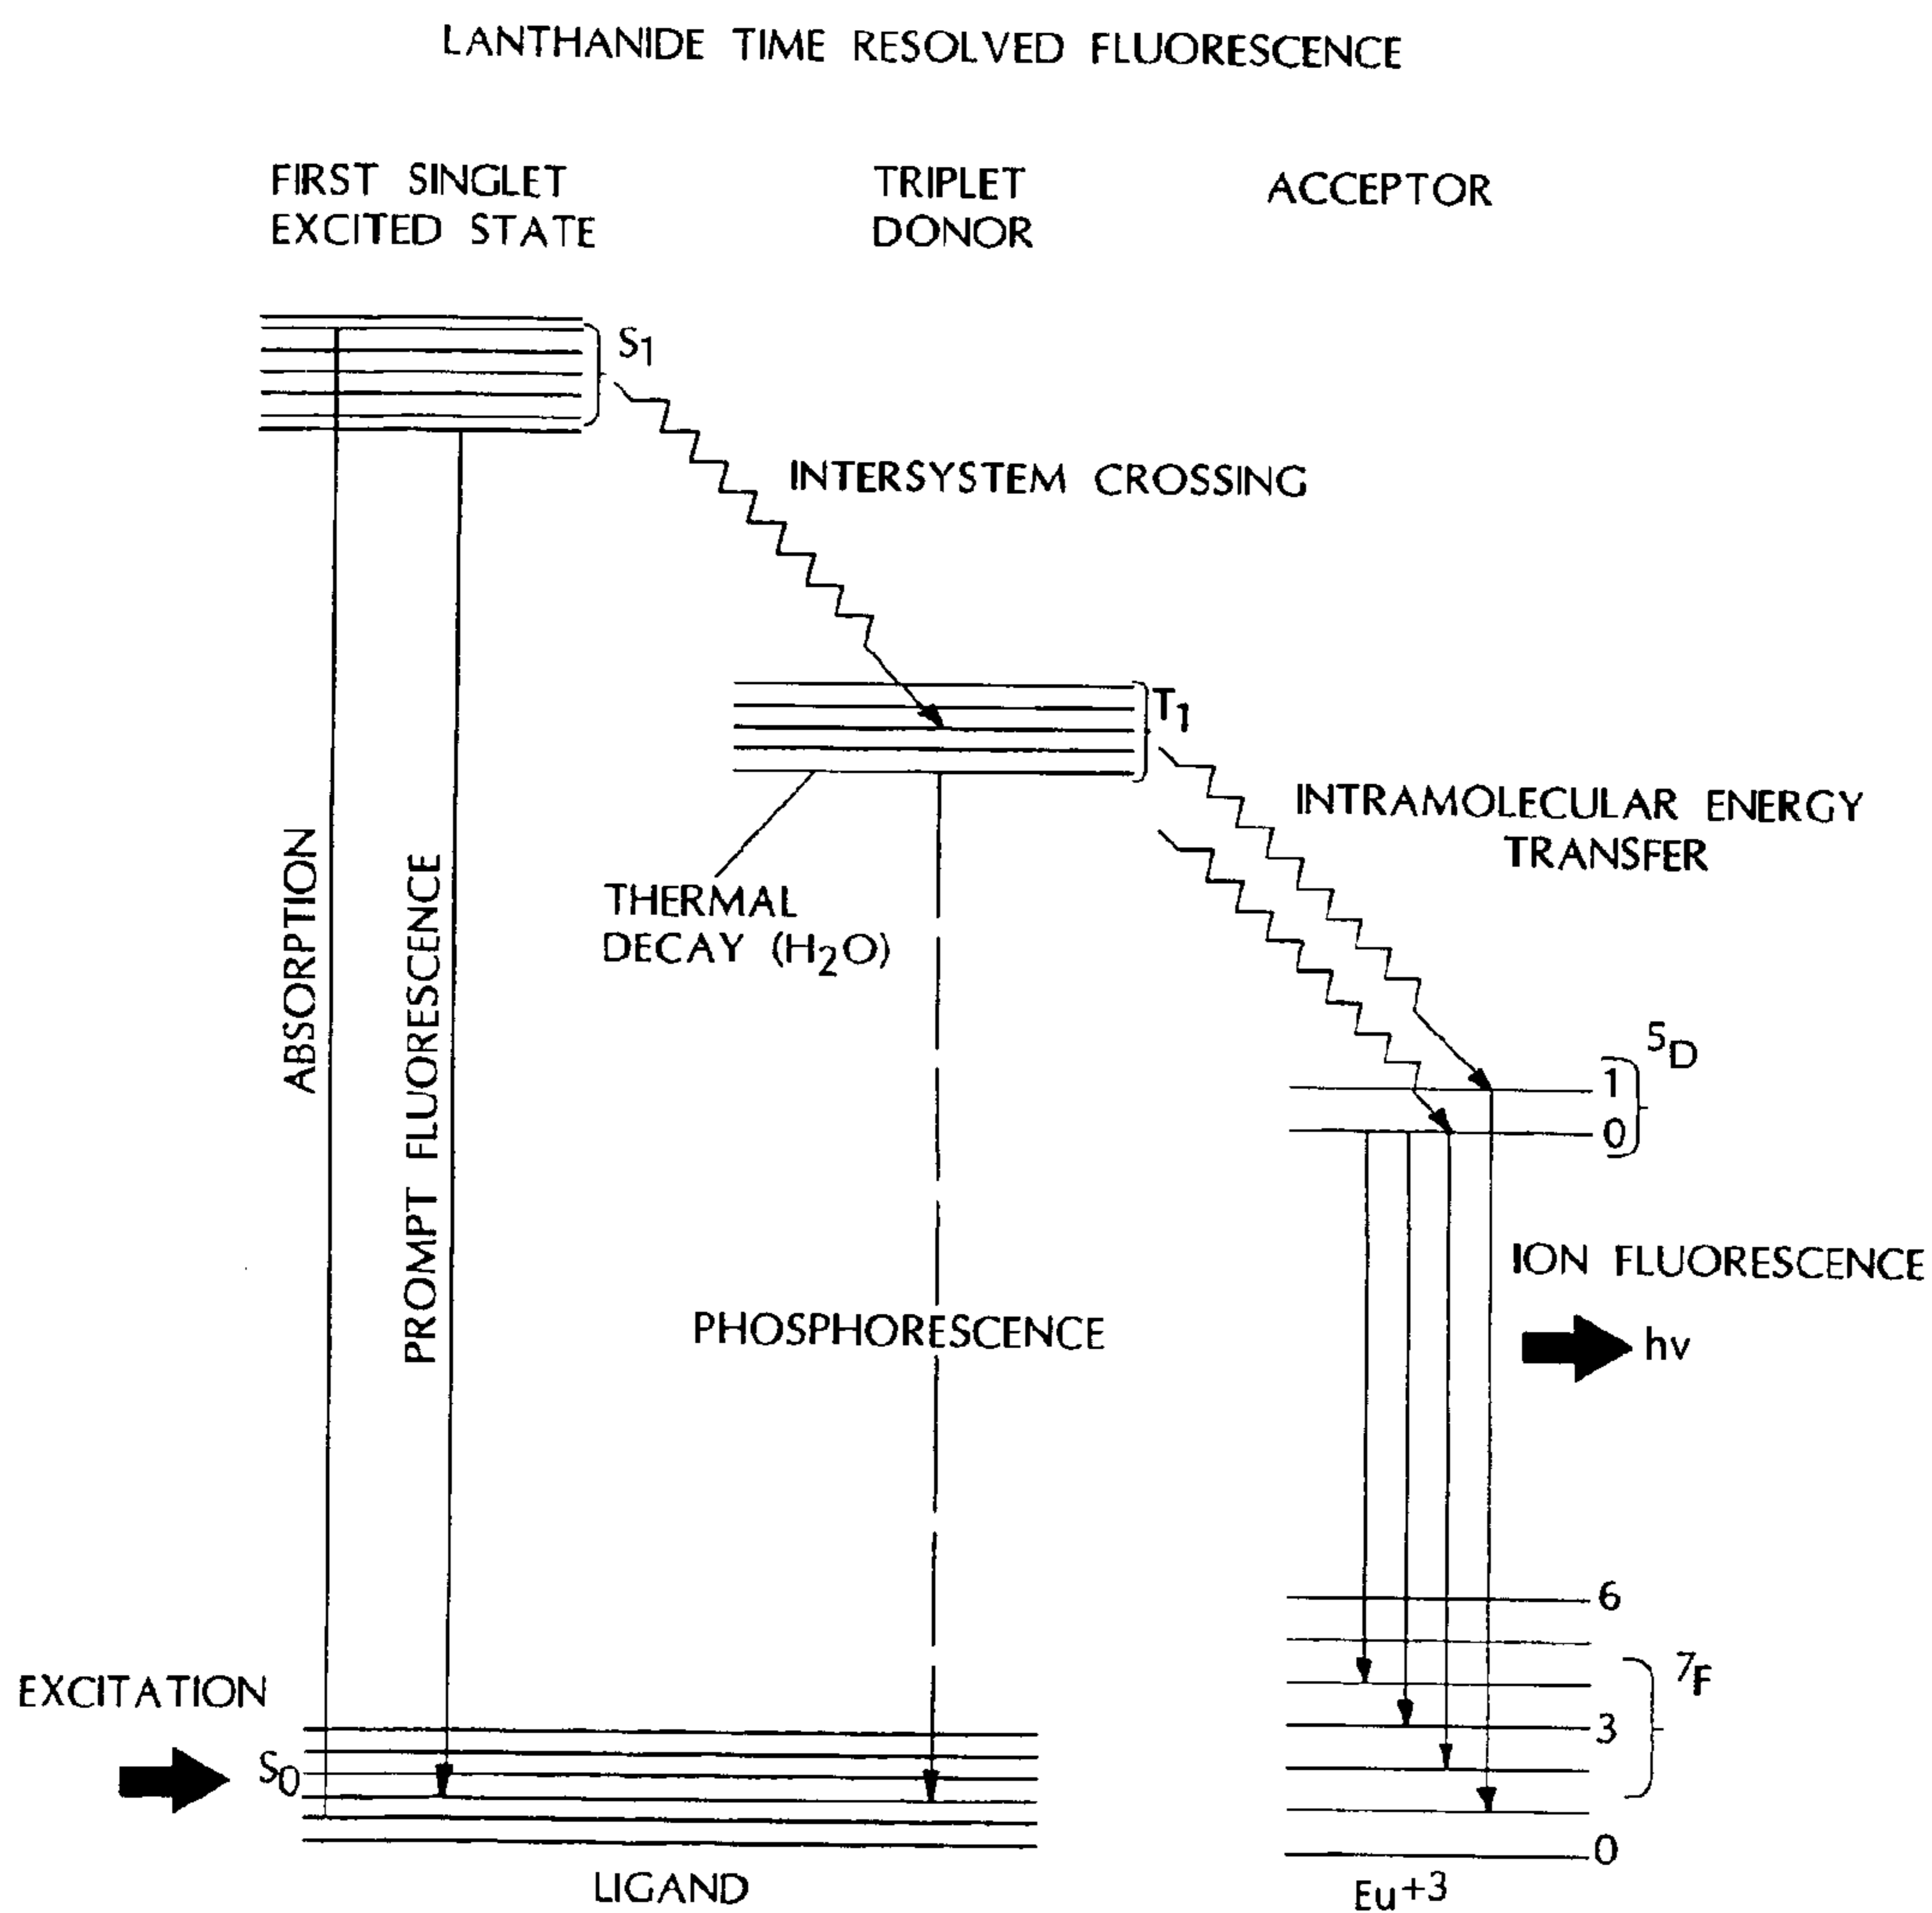 LANTHANIDE TIME RESOLVED FLUORESCENCE
FIRST SINGLET
EXCITED STATE
TRIPLET
DONOR
ACCEPTOR
S1
INTERSYSTEM CROSSING
T1
INTRAMOLECULAR ENERGY
TRANSFER
THERMAL
DECAY (H2O)
ABSORPTION
PROMPT FLUORESCENCE
5D
1
0
ION FLUORESCENCE
hν
PHOSPHORESCENCE
6
7F
3
0
EXCITATION
S0
LIGAND
Eu+3